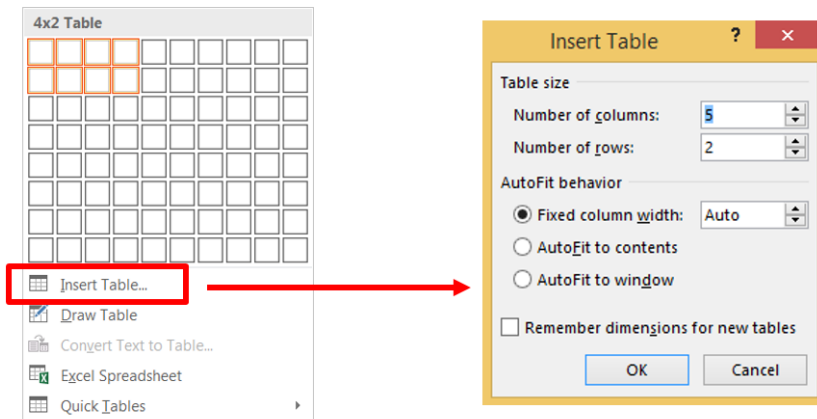 4x2 Table
Insert Table...
Draw Table
Convert Text to Table...
Excel Spreadsheet
Quick Tables
Insert Table
?
Table size
Number of columns: 5
Number of rows: 2
AutoFit behavior
Fixed column width: Auto
AutoFit to contents
AutoFit to window
Remember dimensions for new tables
OK Cancel